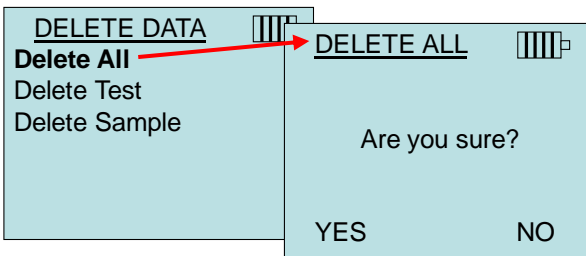 DELETE DATA
Delete All
Delete Test
Delete Sample
DELETE ALL
Are you sure?
YES NO